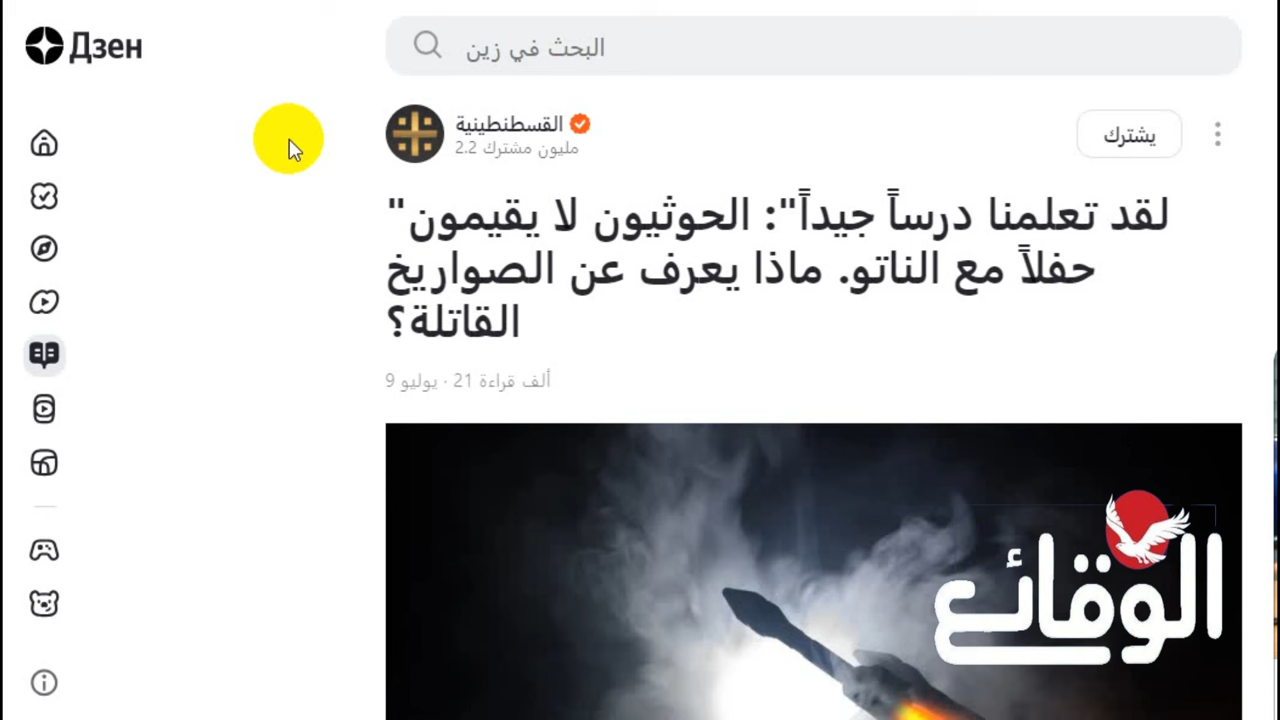 Дзен
البحث في زين
القسطنطينية
2.2 مليون مشترك
يشترك
"لقد تعلمنا درساً جيداً": الحوثيون لا يقيمون
حفلاً مع الناتو. ماذا يعرف عن الصواريخ
القاتلة؟
9 يوليو · 21 ألف قراءة
الوقائع